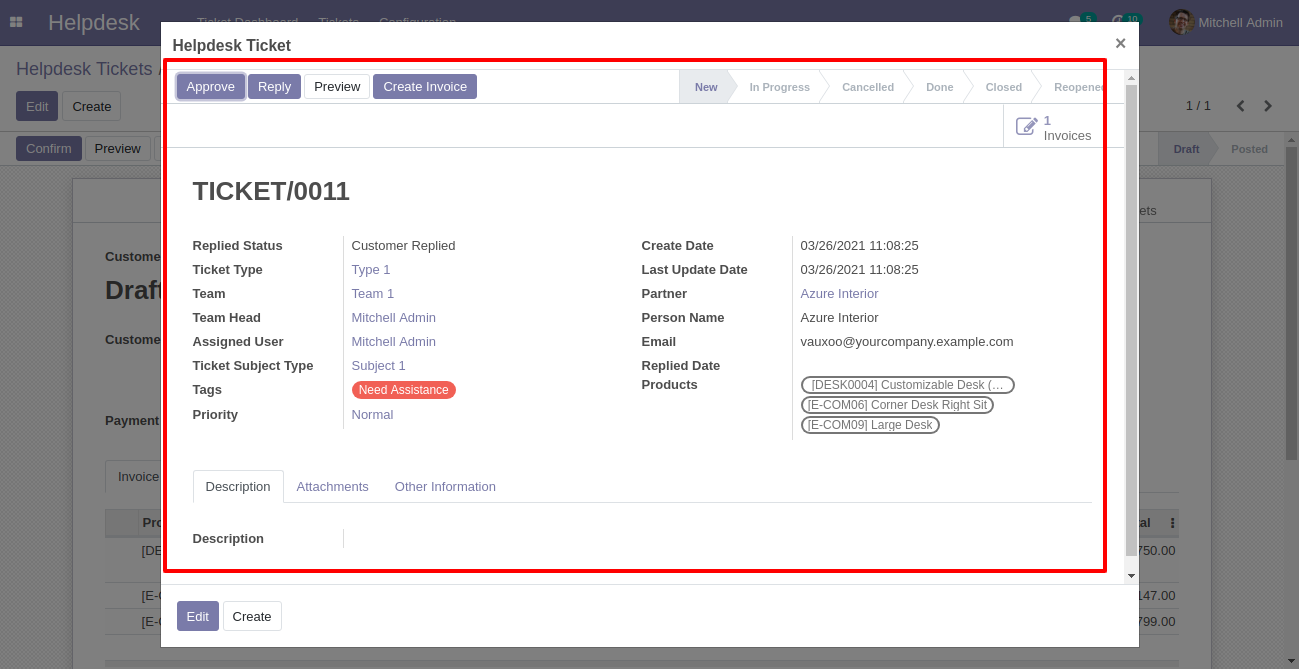 Helpdesk
Ticket Dashboard Tickets Configuration
5
10
Mitchell Admin
Helpdesk Tickets /
Edit Create
1 / 1
Confirm Preview
Draft Posted
Draft
Payment
Invoice
750.00
147.00
799.00
Helpdesk Ticket ×
Approve Reply Preview Create Invoice
New In Progress Cancelled Done Closed Reopened
1
Invoices
TICKET/0011
Replied Status Customer Replied
Ticket Type Type 1
Team Team 1
Team Head Mitchell Admin
Assigned User Mitchell Admin
Ticket Subject Type Subject 1
Tags Need Assistance
Priority Normal
Create Date 03/26/2021 11:08:25
Last Update Date 03/26/2021 11:08:25
Partner Azure Interior
Person Name Azure Interior
Email vauxoo@yourcompany.example.com
Replied Date
Products [DESK0004] Customizable Desk (…
[E-COM06] Corner Desk Right Sit
[E-COM09] Large Desk
Description Attachments Other Information
Description
Edit Create